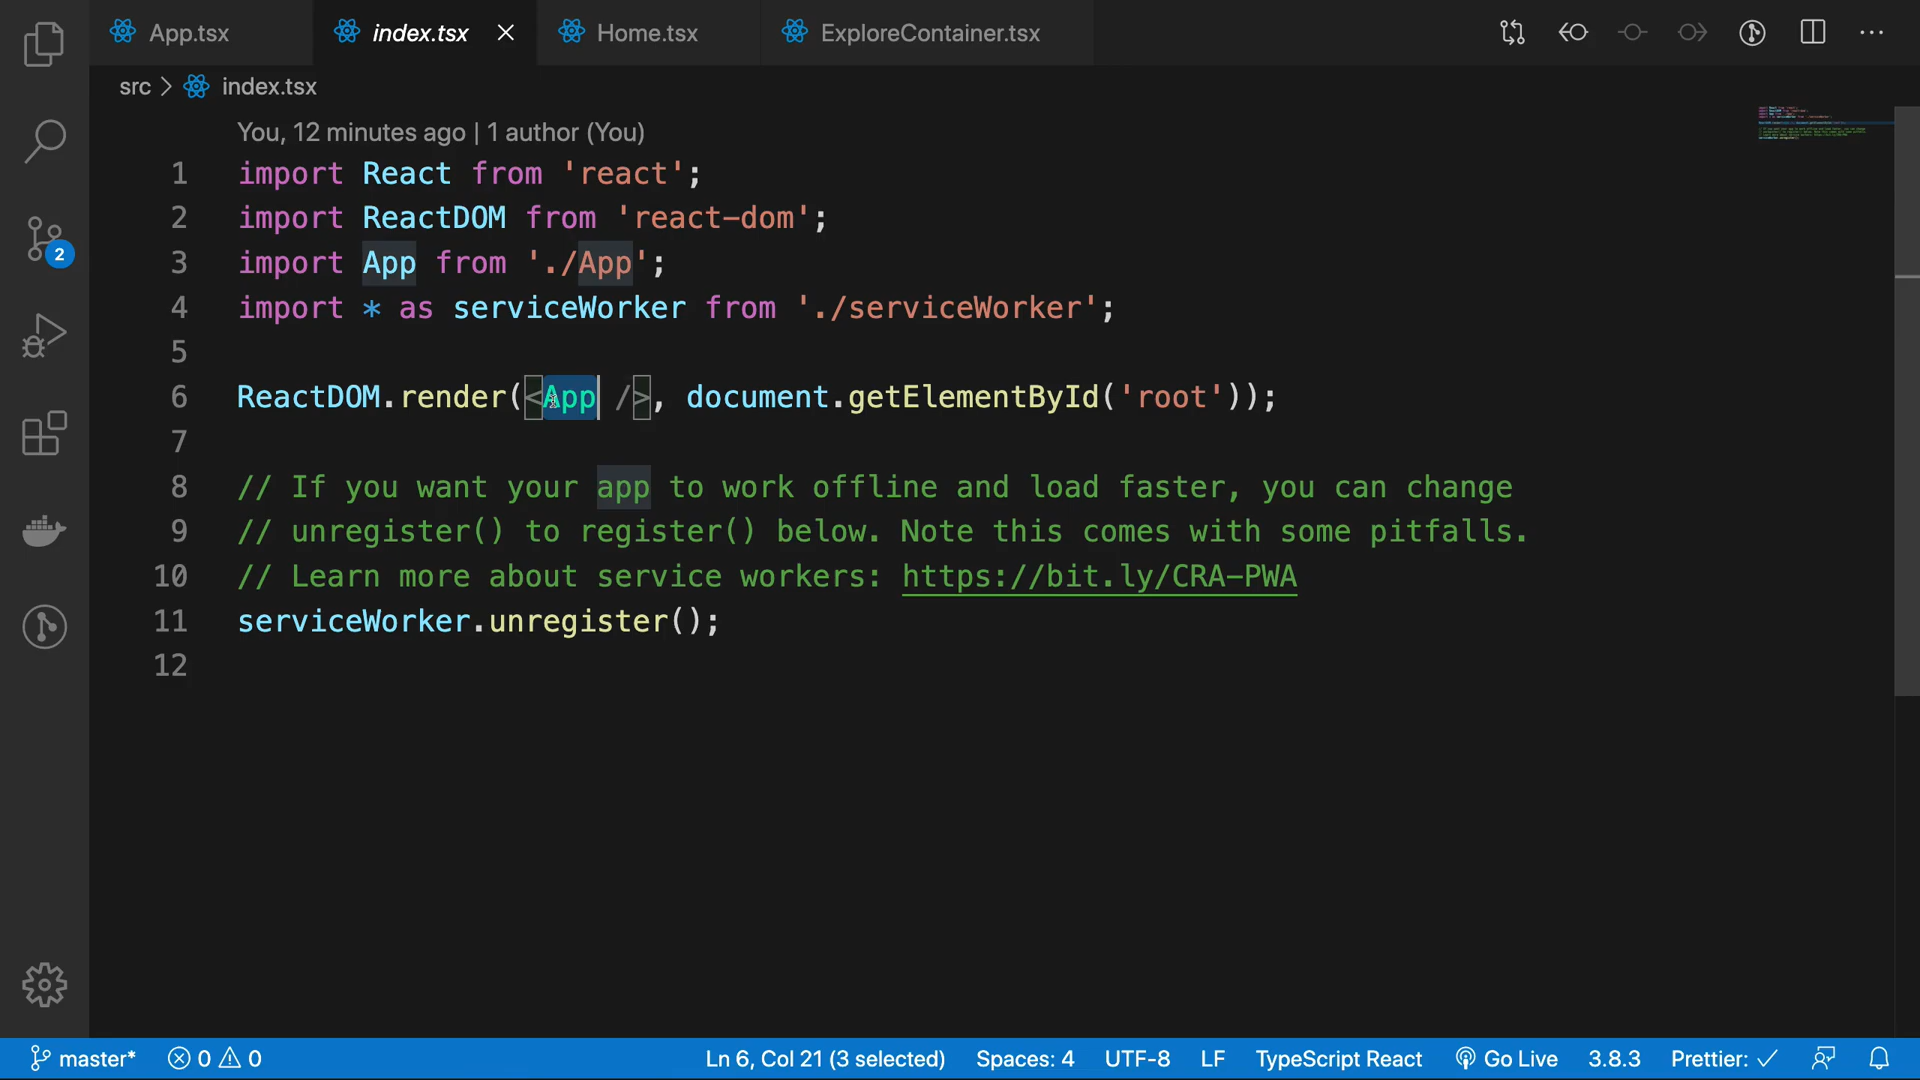 App.tsx
index.tsx
Home.tsx
ExploreContainer.tsx
src > index.tsx
You, 12 minutes ago | 1 author (You)
1 import React from 'react';
2 import ReactDOM from 'react-dom';
3 import App from './App';
4 import * as serviceWorker from './serviceWorker';
5
6 ReactDOM.render(<App />, document.getElementById('root'));
7
8 // If you want your app to work offline and load faster, you can change
9 // unregister() to register() below. Note this comes with some pitfalls.
10 // Learn more about service workers: https://bit.ly/CRA-PWA
11 serviceWorker.unregister();
12
2
master* 0 0 Ln 6, Col 21 (3 selected) Spaces: 4 UTF-8 LF TypeScript React Go Live 3.8.3 Prettier: ✓